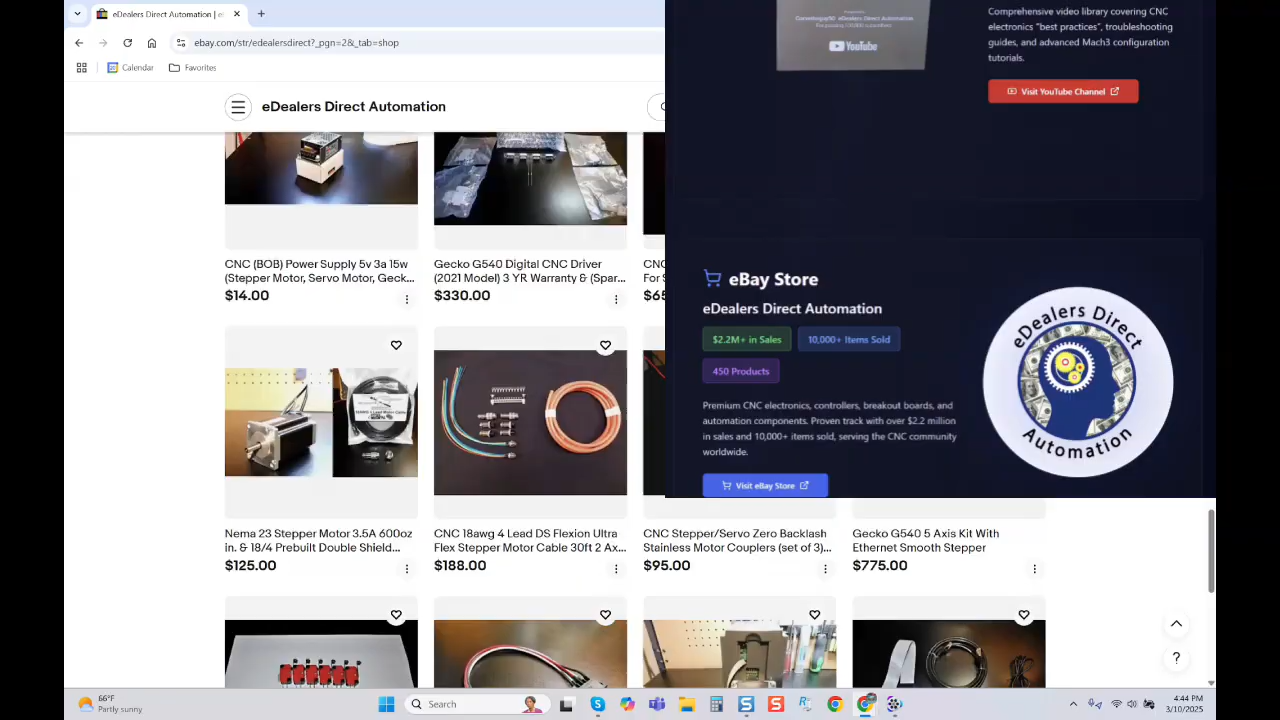 eDealers Direct Automation | e
ebay.com/str/edealersdirect?_pgn=2&_tab=shop
Calendar
Favorites
eDealers Direct Automation
CNC (BOB) Power Supply 5v 3a 15w
(Stepper Motor, Servo Motor, Geck...
$14.00
Gecko G540 Digital CNC Driver
(2021 Model) 3 YR Warranty & (Spar...
$330.00
CNC
For S
$65
Nema 23 Stepper Motor 3.5A 600oz
in. & 18/4 Prebuilt Double Shield...
$125.00
CNC 18awg 4 Lead DS Flexion Ultra
Flex Stepper Motor Cable 30ft 2 Ax...
$188.00
CNC Stepper/Servo Zero Backlash
Stainless Motor Couplers (set of 3)...
$95.00
Gecko G540 5 Axis Kit With
Ethernet Smooth Stepper
$775.00
eDealers Direct Automation
YouTube
Comprehensive video library covering CNC
electronics "best practices", troubleshooting
guides, and advanced Mach3 configuration
tutorials.
Visit YouTube Channel
eBay Store
eDealers Direct Automation
$2.2M+ in Sales
10,000+ Items Sold
450 Products
Premium CNC electronics, controllers, breakout boards, and
automation components. Proven track with over $2.2 million
in sales and 10,000+ items sold, serving the CNC community
worldwide.
Visit eBay Store
eDealers Direct
Automation
?
66°F
Partly sunny
Search
4:44 PM
3/10/2025